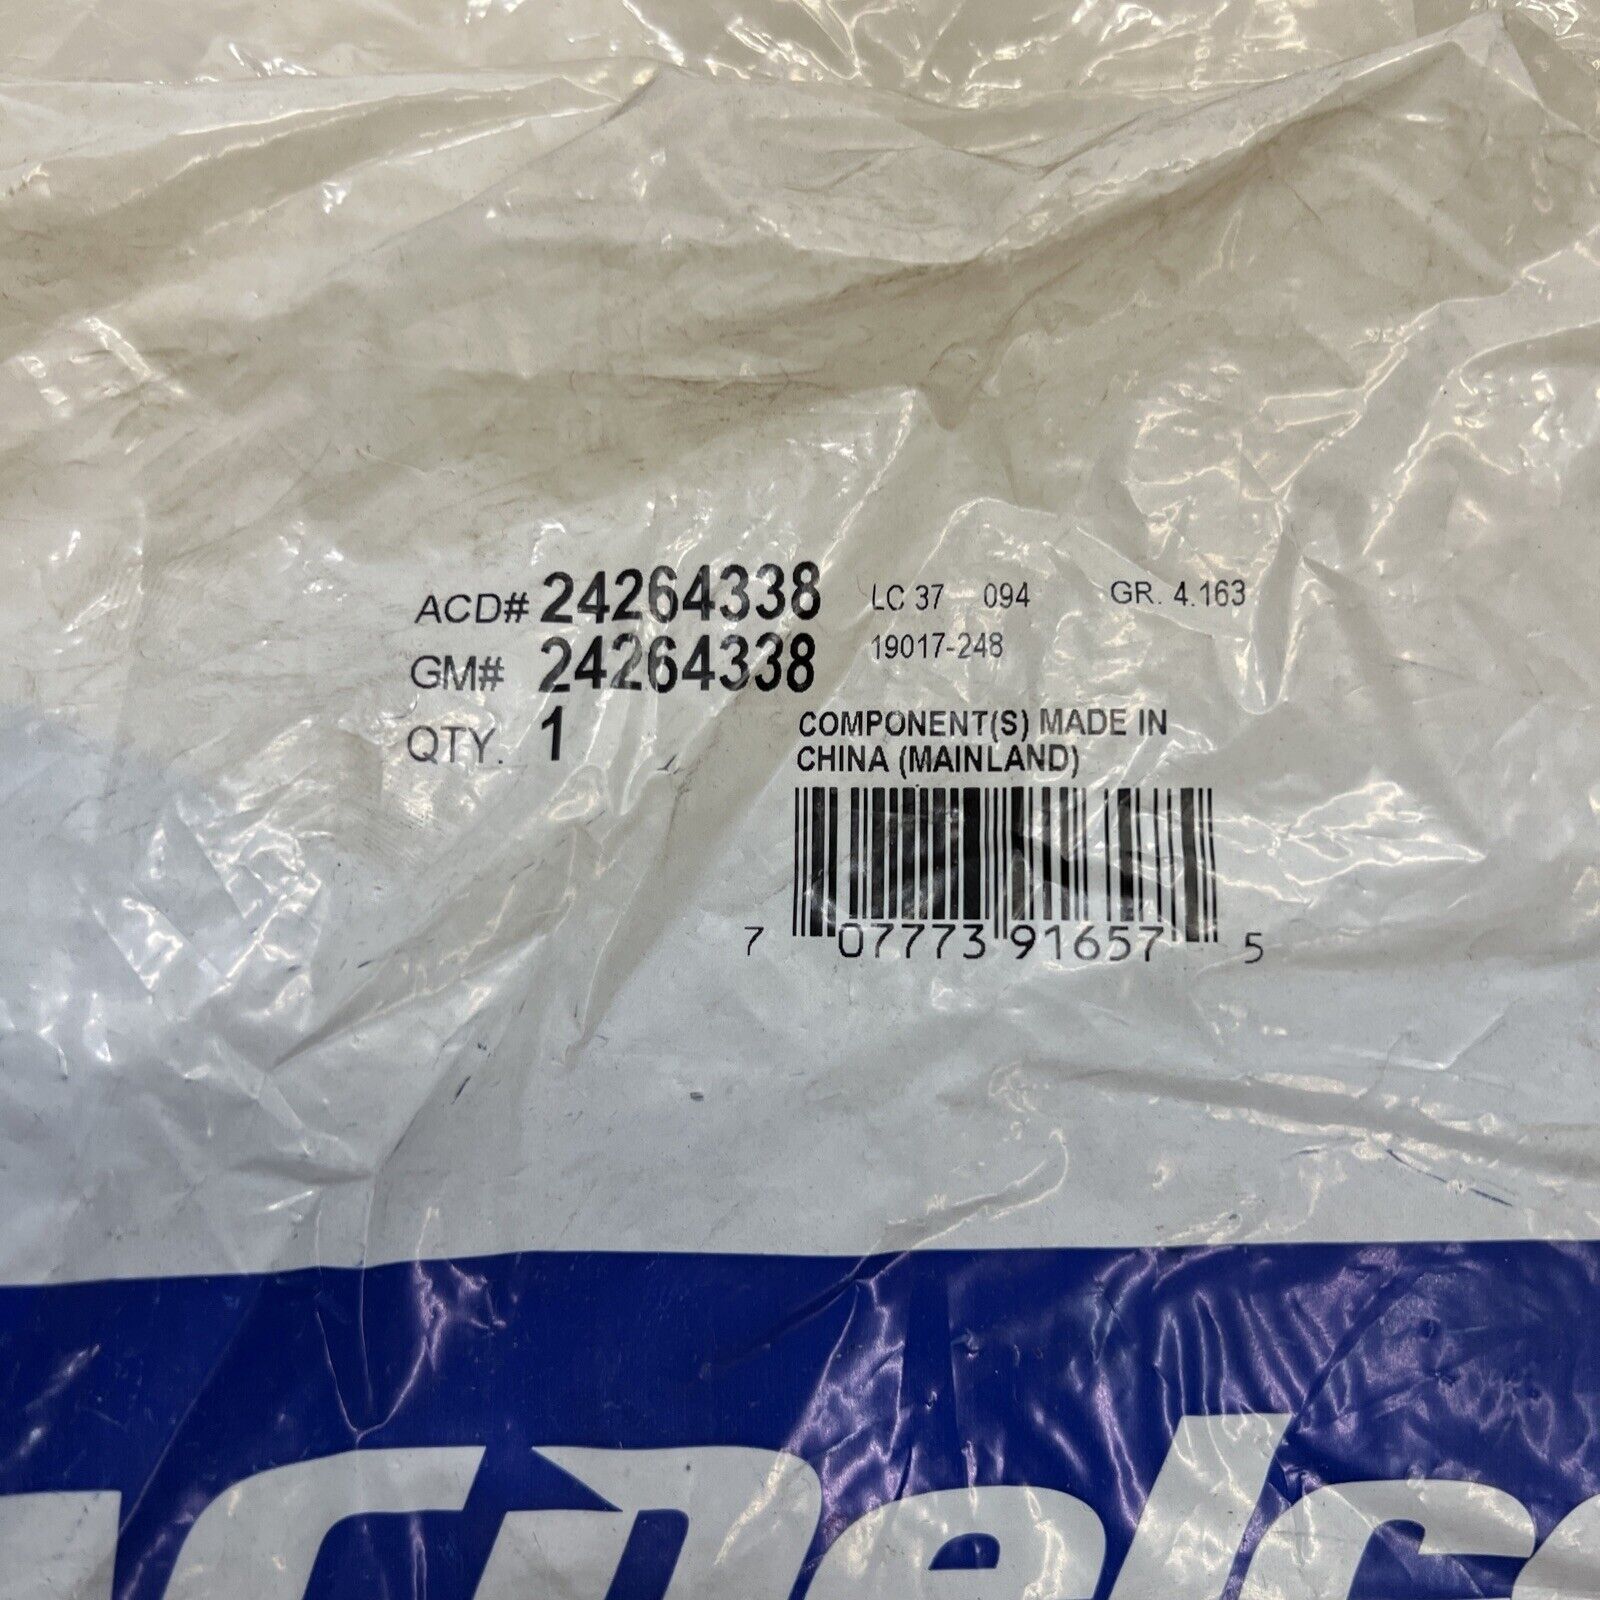 ACD# 24264338 LC 37 094 GR. 4.163
GM# 24264338 19017-248
QTY. 1
COMPONENT(S) MADE IN
CHINA (MAINLAND)
7 07773 91657 5
ACDelco